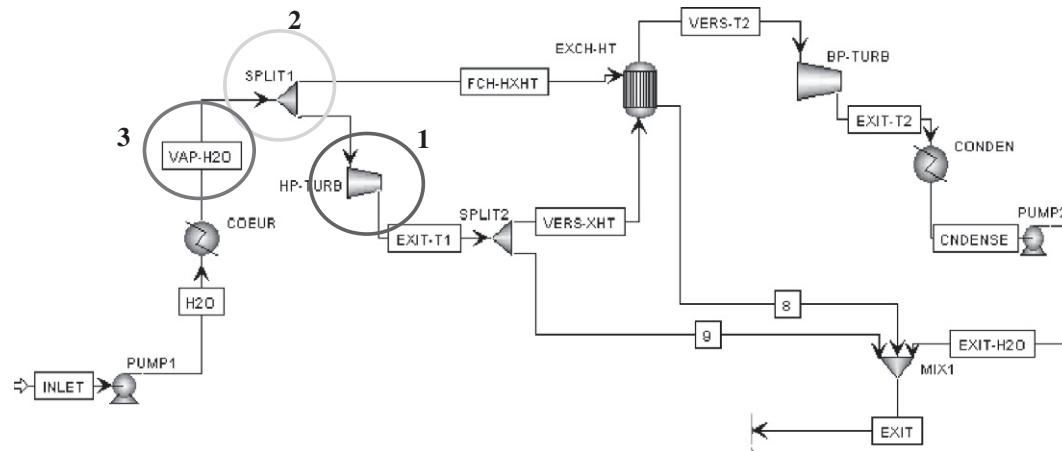 2
VERS-T2
EXCH-HT
BP-TURB
SPLIT1
FCH-HXHT
3
1
EXIT-T2
VAP-H2O
CONDEN
HP-TURB
SPLIT2
VERS-XHT
PUMP2
COEUR
EXIT-T1
CNDENSE
H2O
8
9
EXIT-H2O
PUMP1
MIX1
INLET
EXIT